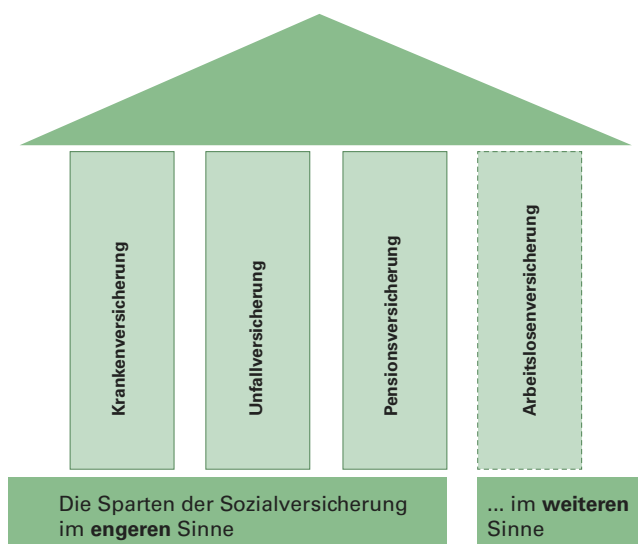 Krankenversicherung
Unfallversicherung
Pensionsversicherung
Arbeitslosenversicherung
Die Sparten der Sozialversicherung
im engeren Sinne
... im weiteren
Sinne